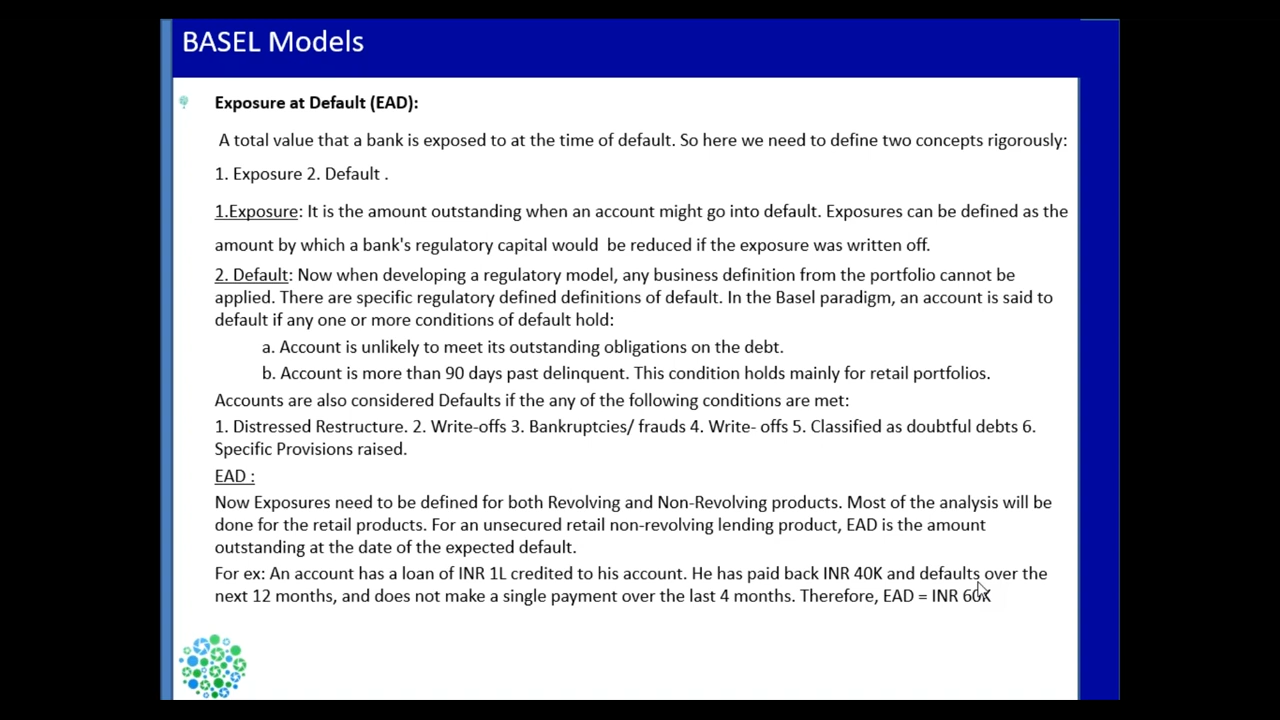 BASEL Models
Exposure at Default (EAD):
A total value that a bank is exposed to at the time of default. So here we need to define two concepts rigorously:
1. Exposure 2. Default .
1.Exposure: It is the amount outstanding when an account might go into default. Exposures can be defined as the
amount by which a bank's regulatory capital would be reduced if the exposure was written off.
2. Default: Now when developing a regulatory model, any business definition from the portfolio cannot be
applied. There are specific regulatory defined definitions of default. In the Basel paradigm, an account is said to
default if any one or more conditions of default hold:
a. Account is unlikely to meet its outstanding obligations on the debt.
b. Account is more than 90 days past delinquent. This condition holds mainly for retail portfolios.
Accounts are also considered Defaults if the any of the following conditions are met:
1. Distressed Restructure. 2. Write-offs 3. Bankruptcies/ frauds 4. Write- offs 5. Classified as doubtful debts 6.
Specific Provisions raised.
EAD :
Now Exposures need to be defined for both Revolving and Non-Revolving products. Most of the analysis will be
done for the retail products. For an unsecured retail non-revolving lending product, EAD is the amount
outstanding at the date of the expected default.
For ex: An account has a loan of INR 1L credited to his account. He has paid back INR 40K and defaults over the
next 12 months, and does not make a single payment over the last 4 months. Therefore, EAD = INR 60K